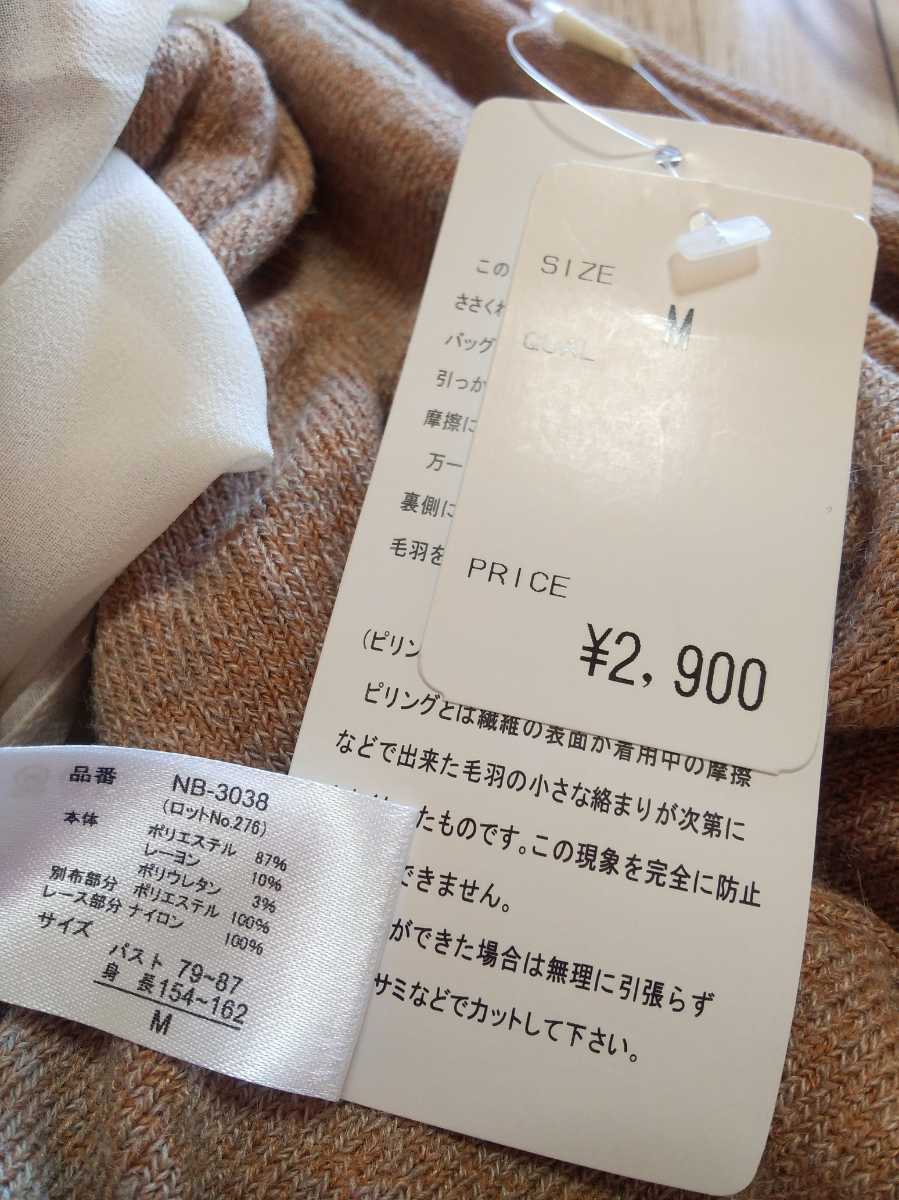 SIZE
M
QUAL
PRICE
¥2,900
この
ささくれ
バッグ
引っか
摩擦に
万一
裏側に
毛羽を
(ピリン
ピリングとは繊維の表面が着用中の摩擦
などで出来た毛羽の小さな絡まりが次第に
たものです。この現象を完全に防止
できません。
ができた場合は無理に引張らず
サミなどでカットして下さい。
品番 NB-3038
(ロットNo.276)
本体 ポリエステル 87%
レーヨン 10%
ポリウレタン 3%
別布部分 ポリエステル 100%
レース部分 ナイロン 100%
サイズ
バスト 79~87
身長 154~162
M